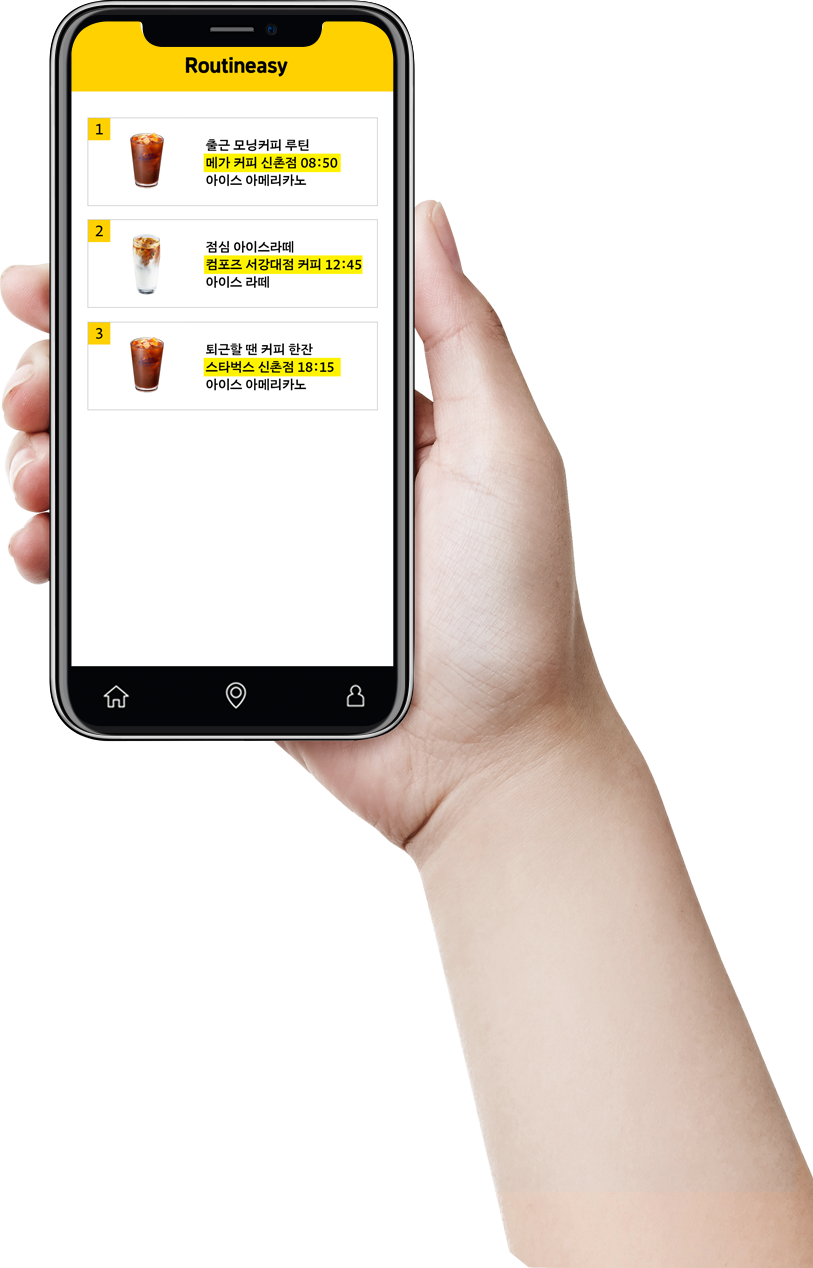 Routineasy
1
출근 모닝커피 루틴
메가 커피 신촌점 08:50
아이스 아메리카노
2
점심 아이스라떼
컴포즈 서강대점 커피 12:45
아이스 라떼
3
퇴근할 땐 커피 한잔
스타벅스 신촌점 18:15
아이스 아메리카노